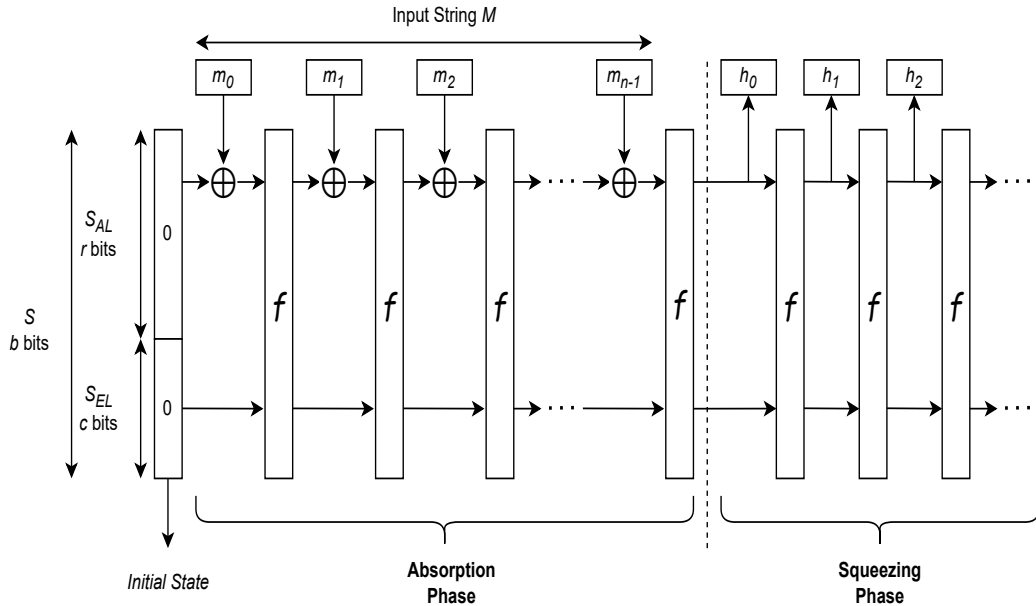 Input String M
m0 m1 m2 mn-1 h0 h1 h2
SAL
r bits
0
S
b bits
f f f f f f f
SEL
c bits
0
··· ··· ···
Initial State
Absorption
Phase
Squeezing
Phase